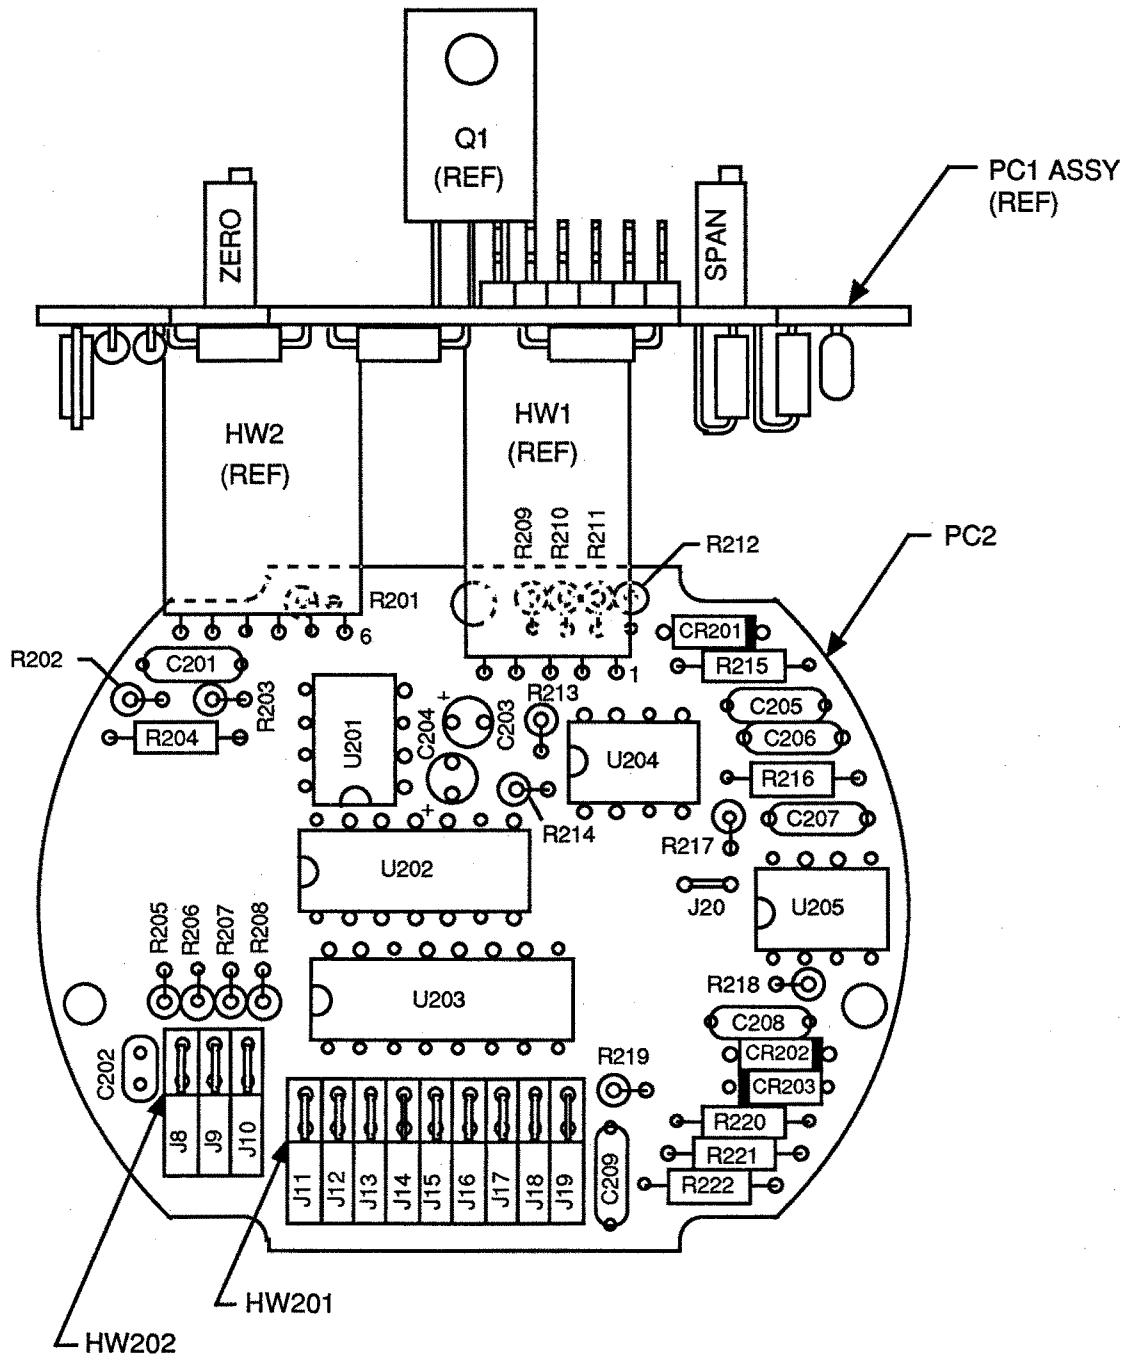 Q1
(REF)
PC1 ASSY
(REF)
ZERO
SPAN
HW2
(REF)
HW1
(REF)
R209
R210
R211
R212
PC2
R201
6
1
CR201
R215
R202
C201
R203
R204
U201
+
C204
C203
+
R213
R214
U204
C205
C206
R216
C207
R217
U202
J20
U205
R205
R206
R207
R208
U203
R218
C208
CR202
CR203
C202
R219
J8
J9
J10
J11
J12
J13
J14
J15
J16
J17
J18
J19
C209
R220
R221
R222
HW201
HW202